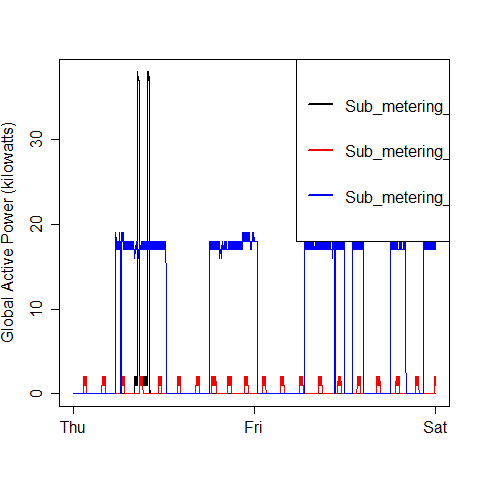 Global Active Power (kilowatts)
30
20
10
0
Thu
Fri
Sat
Sub_metering_
Sub_metering_
Sub_metering_